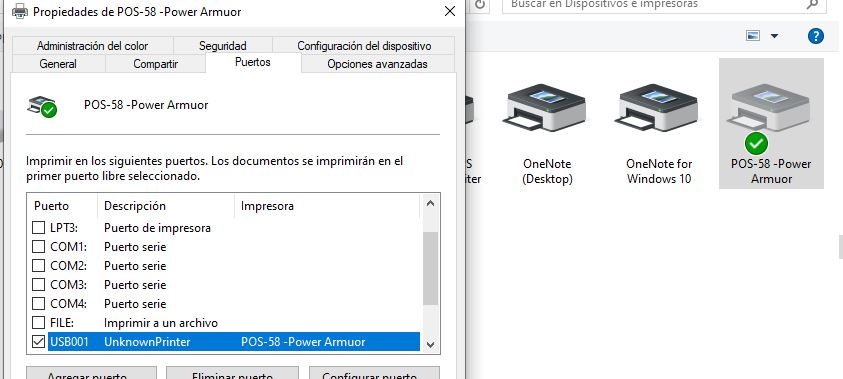 Propiedades de POS-58 -Power Armuor
Administración del color
Seguridad
Configuración del dispositivo
General
Compartir
Puertos
Opciones avanzadas
POS-58 -Power Armuor
Imprimir en los siguientes puertos. Los documentos se imprimirán en el
primer puerto libre seleccionado.
Puerto Descripción Impresora
LPT3: Puerto de impresora
COM1: Puerto serie
COM2: Puerto serie
COM3: Puerto serie
COM4: Puerto serie
FILE: Imprimir a un archivo
USB001 UnknownPrinter POS-58 -Power Armuor
Agregar puerto...
Eliminar puerto
Configurar puerto...
Buscar en Dispositivos e impresoras
OneNote
(Desktop)
OneNote for
Windows 10
POS-58 -Power
Armuor